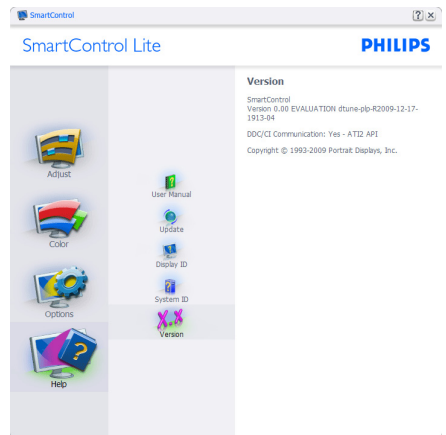 SmartControl
SmartControl Lite
PHILIPS
Adjust
Color
Options
Help
User Manual
Update
Display ID
System ID
X.X
Version
Version
SmartControl
Version 0.00 EVALUATION dtune-plp-R2009-12-17-
1913-04
DDC/CI Communication: Yes - ATI2 API
Copyright © 1993-2009 Portrait Displays, Inc.